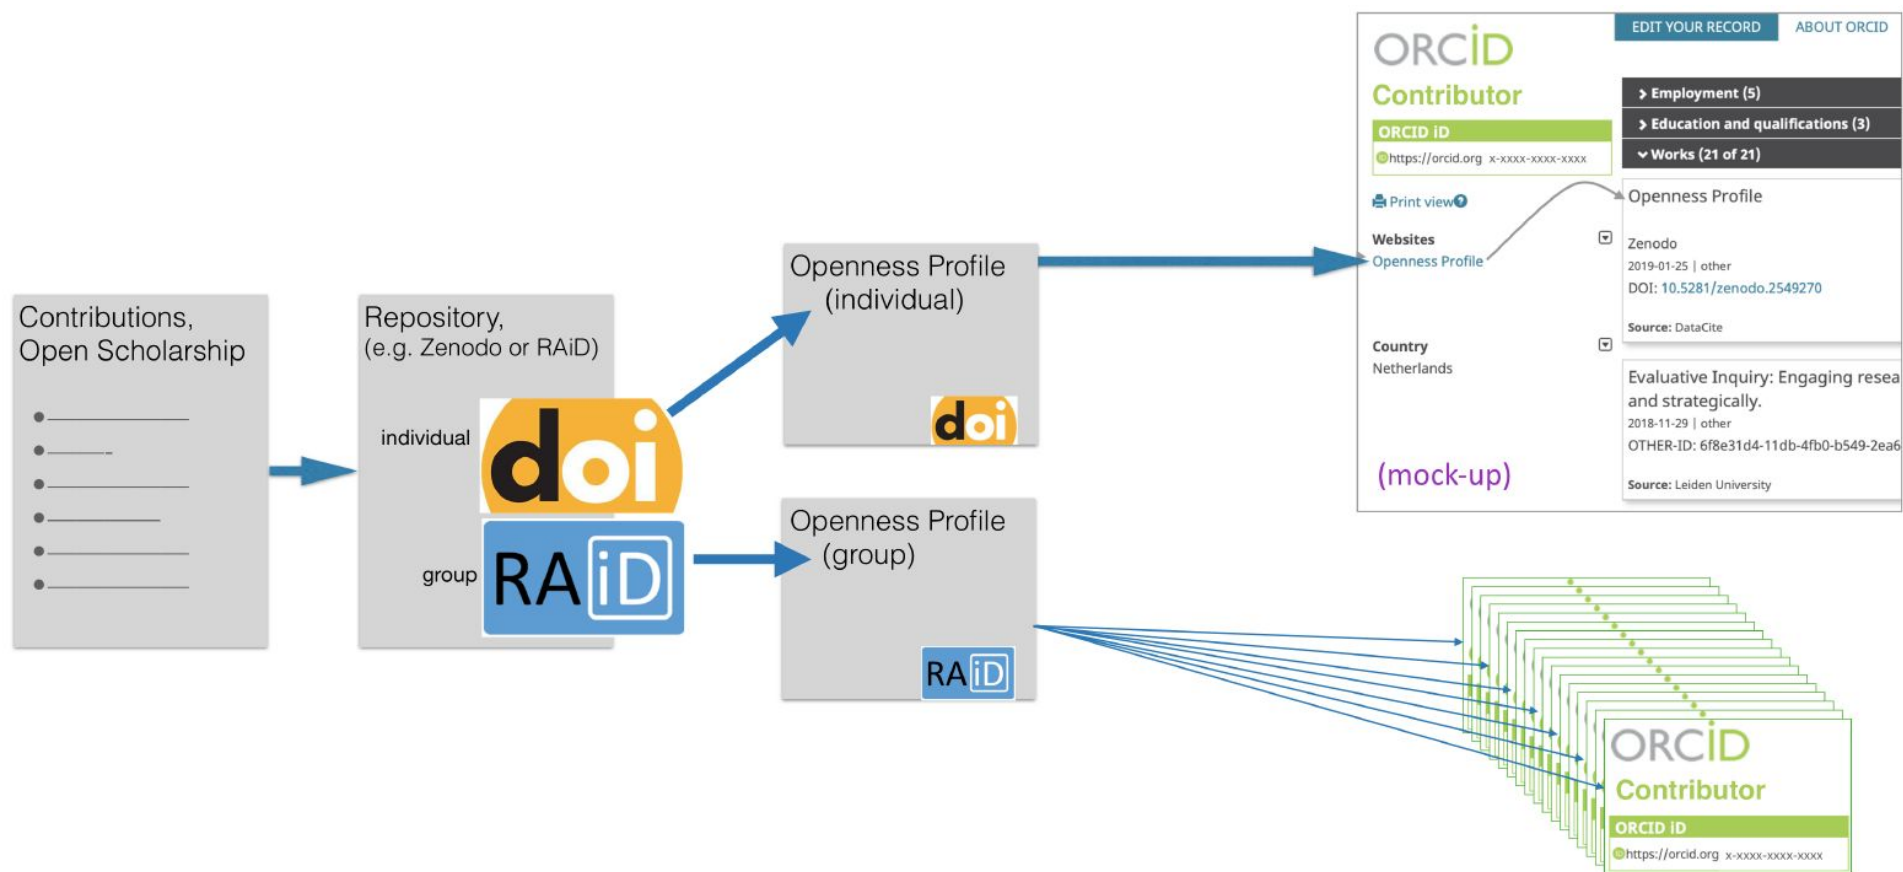 Contributions,
Open Scholarship
Repository,
(e.g. Zenodo or RAiD)
individual
doi
group
RAiD
Openness Profile
(individual)
doi
Openness Profile
(group)
RAiD
ORCiD
Contributor
ORCID iD
iD https://orcid.org x-xxxx-xxxx-xxxx
Print view ?
Websites
Openness Profile
Country
Netherlands
(mock-up)
EDIT YOUR RECORD ABOUT ORCID
Employment (5)
Education and qualifications (3)
Works (21 of 21)
Openness Profile
Zenodo
2019-01-25 | other
DOI: 10.5281/zenodo.2549270
Source: DataCite
Evaluative Inquiry: Engaging resea
and strategically.
2018-11-29 | other
OTHER-ID: 6f8e31d4-11db-4fb0-b549-2ea6
Source: Leiden University
ORCiD
Contributor
ORCID iD
iD https://orcid.org x-xxxx-xxxx-xxxx